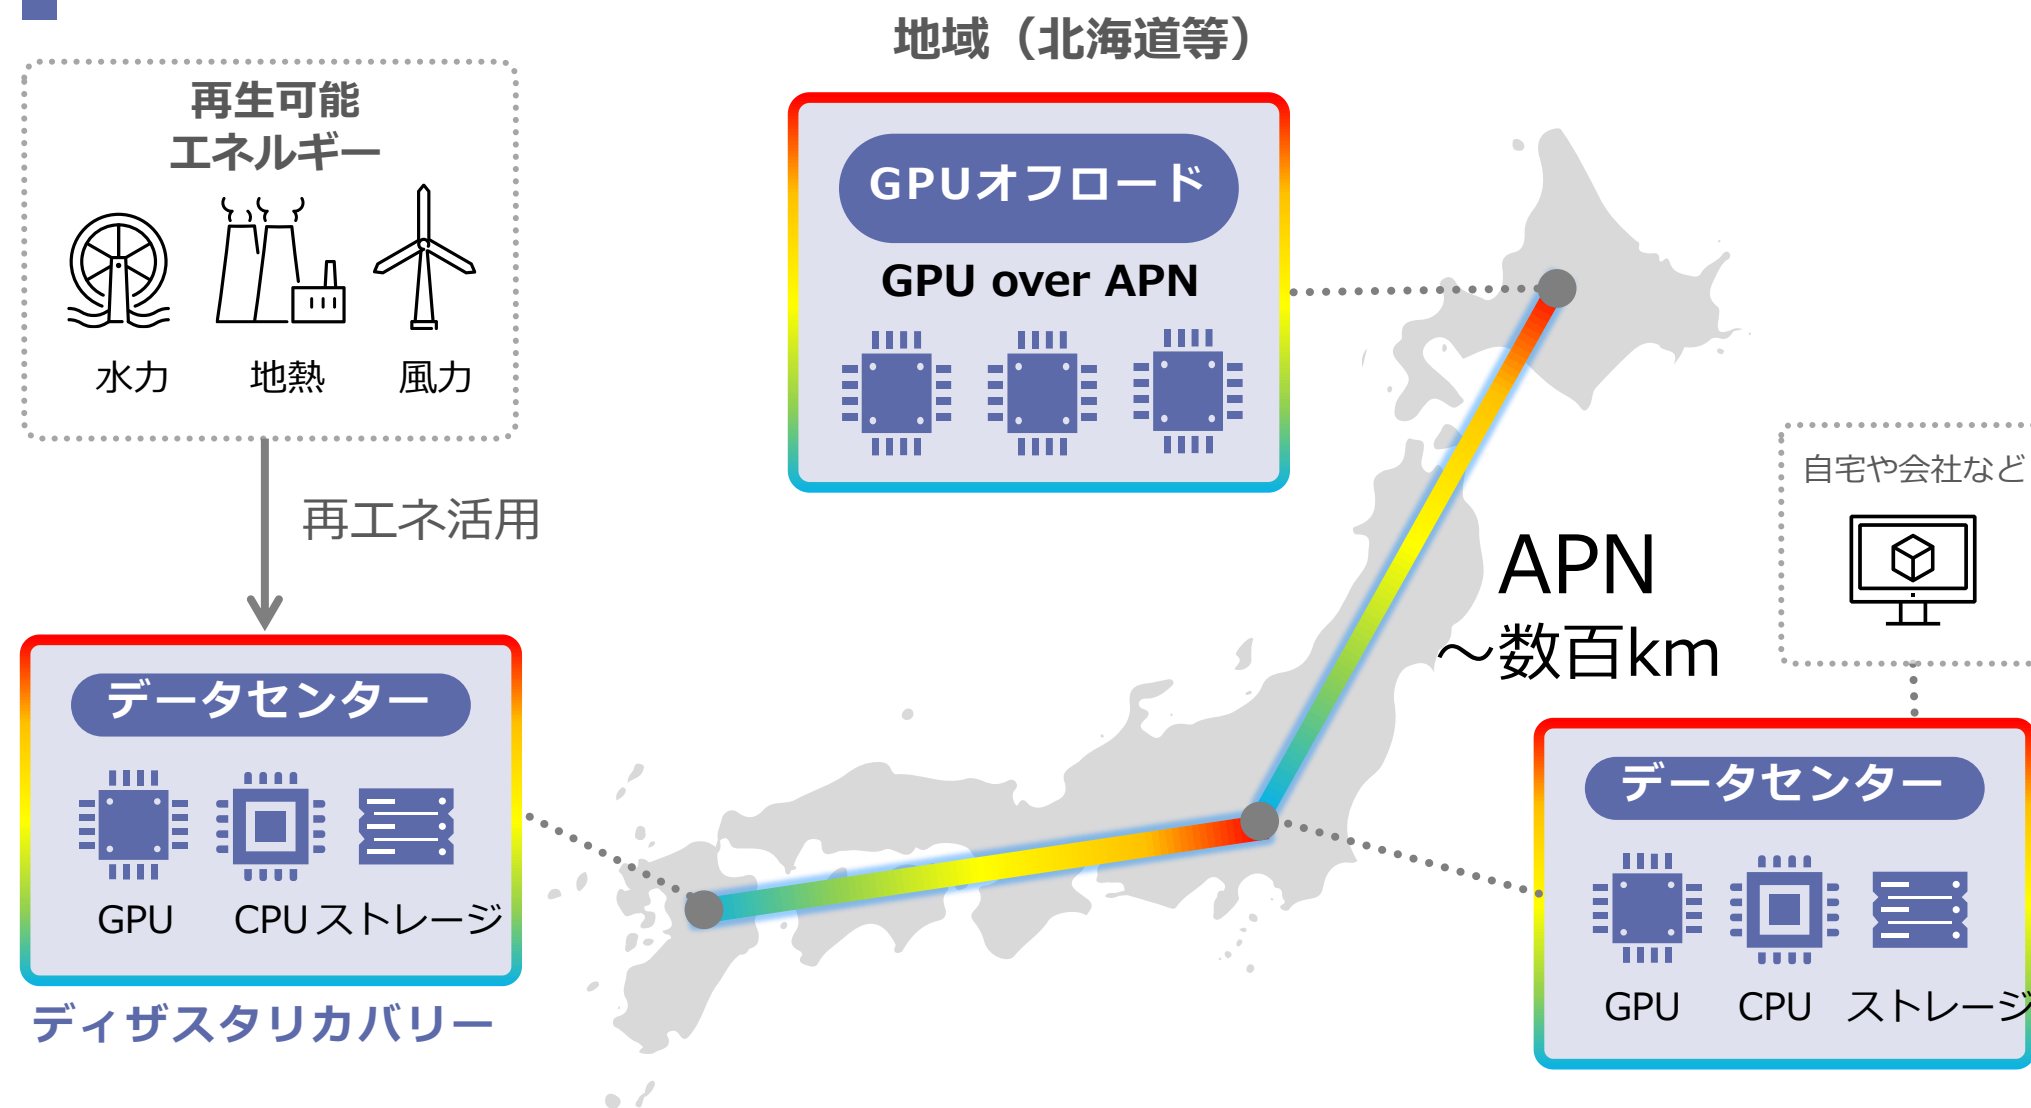 地域（北海道等）
再生可能
エネルギー
水力
地熱
風力
再エネ活用
GPUオフロード
GPU over APN
APN
～数百km
自宅や会社など
データセンター
GPU
CPU
ストレージ
ディザスタリカバリー
データセンター
GPU
CPU
ストレージ